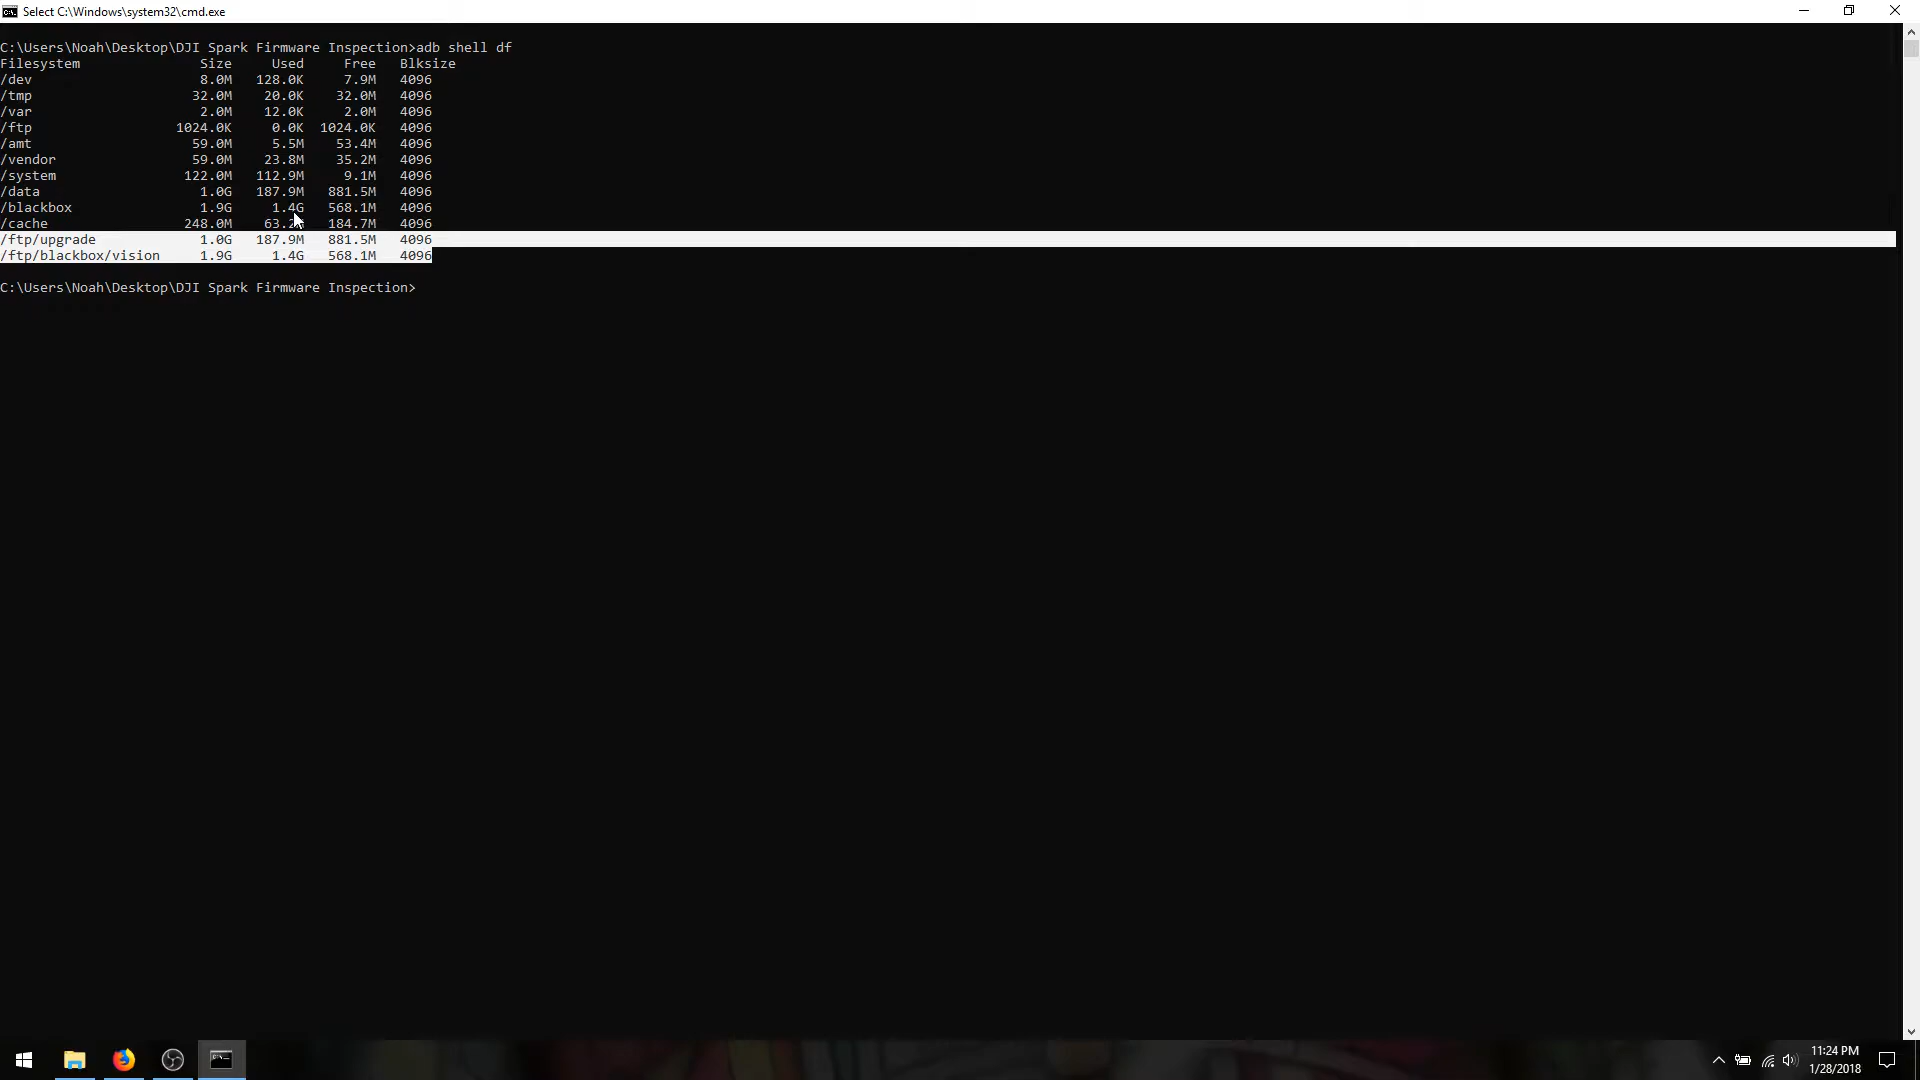 Select C:\Windows\system32\cmd.exe
C:\Users\Noah\Desktop\DJI Spark Firmware Inspection>adb shell df
Filesystem Size Used Free Blksize
/dev 8.0M 128.0K 7.9M 4096
/tmp 32.0M 20.0K 32.0M 4096
/var 2.0M 12.0K 2.0M 4096
/ftp 1024.0K 0.0K 1024.0K 4096
/amt 59.0M 5.5M 53.4M 4096
/vendor 59.0M 23.8M 35.2M 4096
/system 122.0M 112.9M 9.1M 4096
/data 1.0G 187.9M 881.5M 4096
/blackbox 1.9G 1.4G 568.1M 4096
/cache 248.0M 184.7M 4096
/ftp/upgrade 1.0G 187.9M 881.5M 4096
/ftp/blackbox/vision 1.9G 1.4G 568.1M 4096
C:\Users\Noah\Desktop\DJI Spark Firmware Inspection>
11:24 PM
1/28/2018